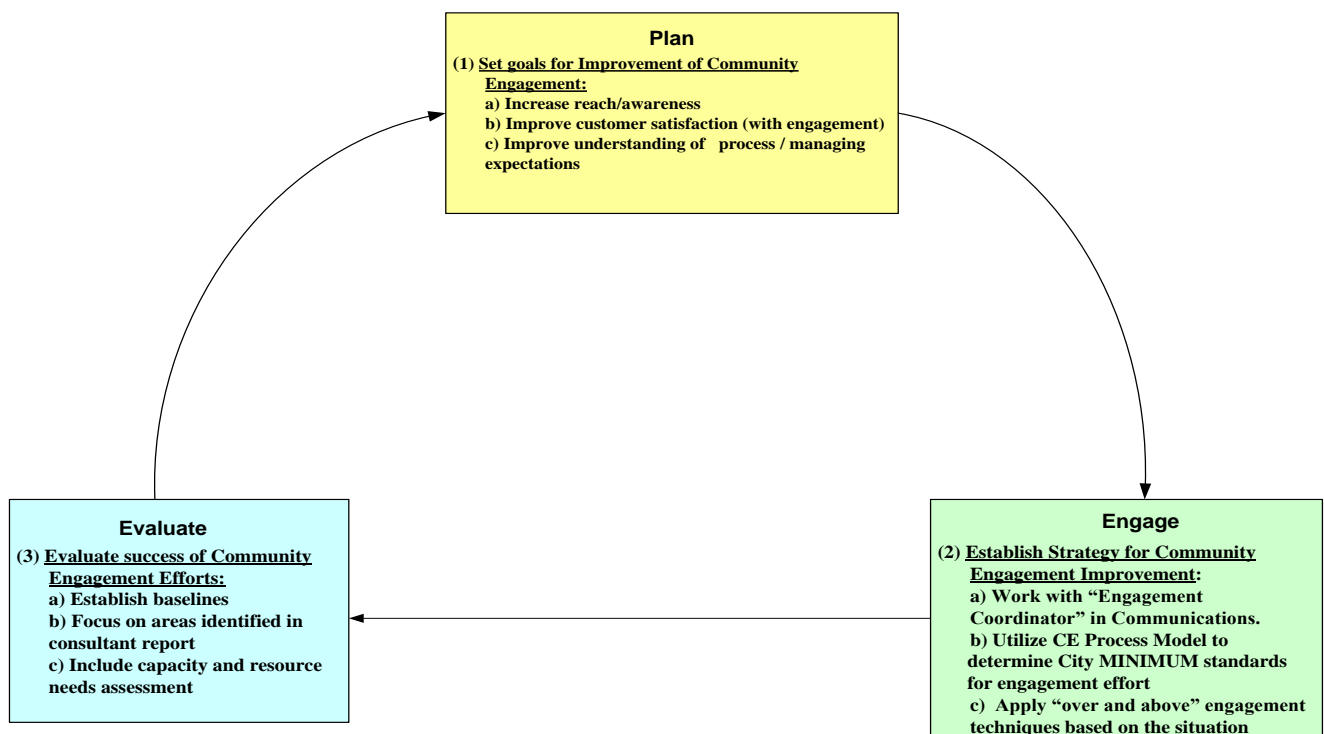 Plan
(1) Set goals for Improvement of Community
Engagement:
a) Increase reach/awareness
b) Improve customer satisfaction (with engagement)
c) Improve understanding of process / managing
expectations
Engage
(2) Establish Strategy for Community
Engagement Improvement:
a) Work with “Engagement
Coordinator” in Communications.
b) Utilize CE Process Model to
determine City MINIMUM standards
for engagement effort
c) Apply “over and above” engagement
techniques based on the situation
Evaluate
(3) Evaluate success of Community
Engagement Efforts:
a) Establish baselines
b) Focus on areas identified in
consultant report
c) Include capacity and resource
needs assessment